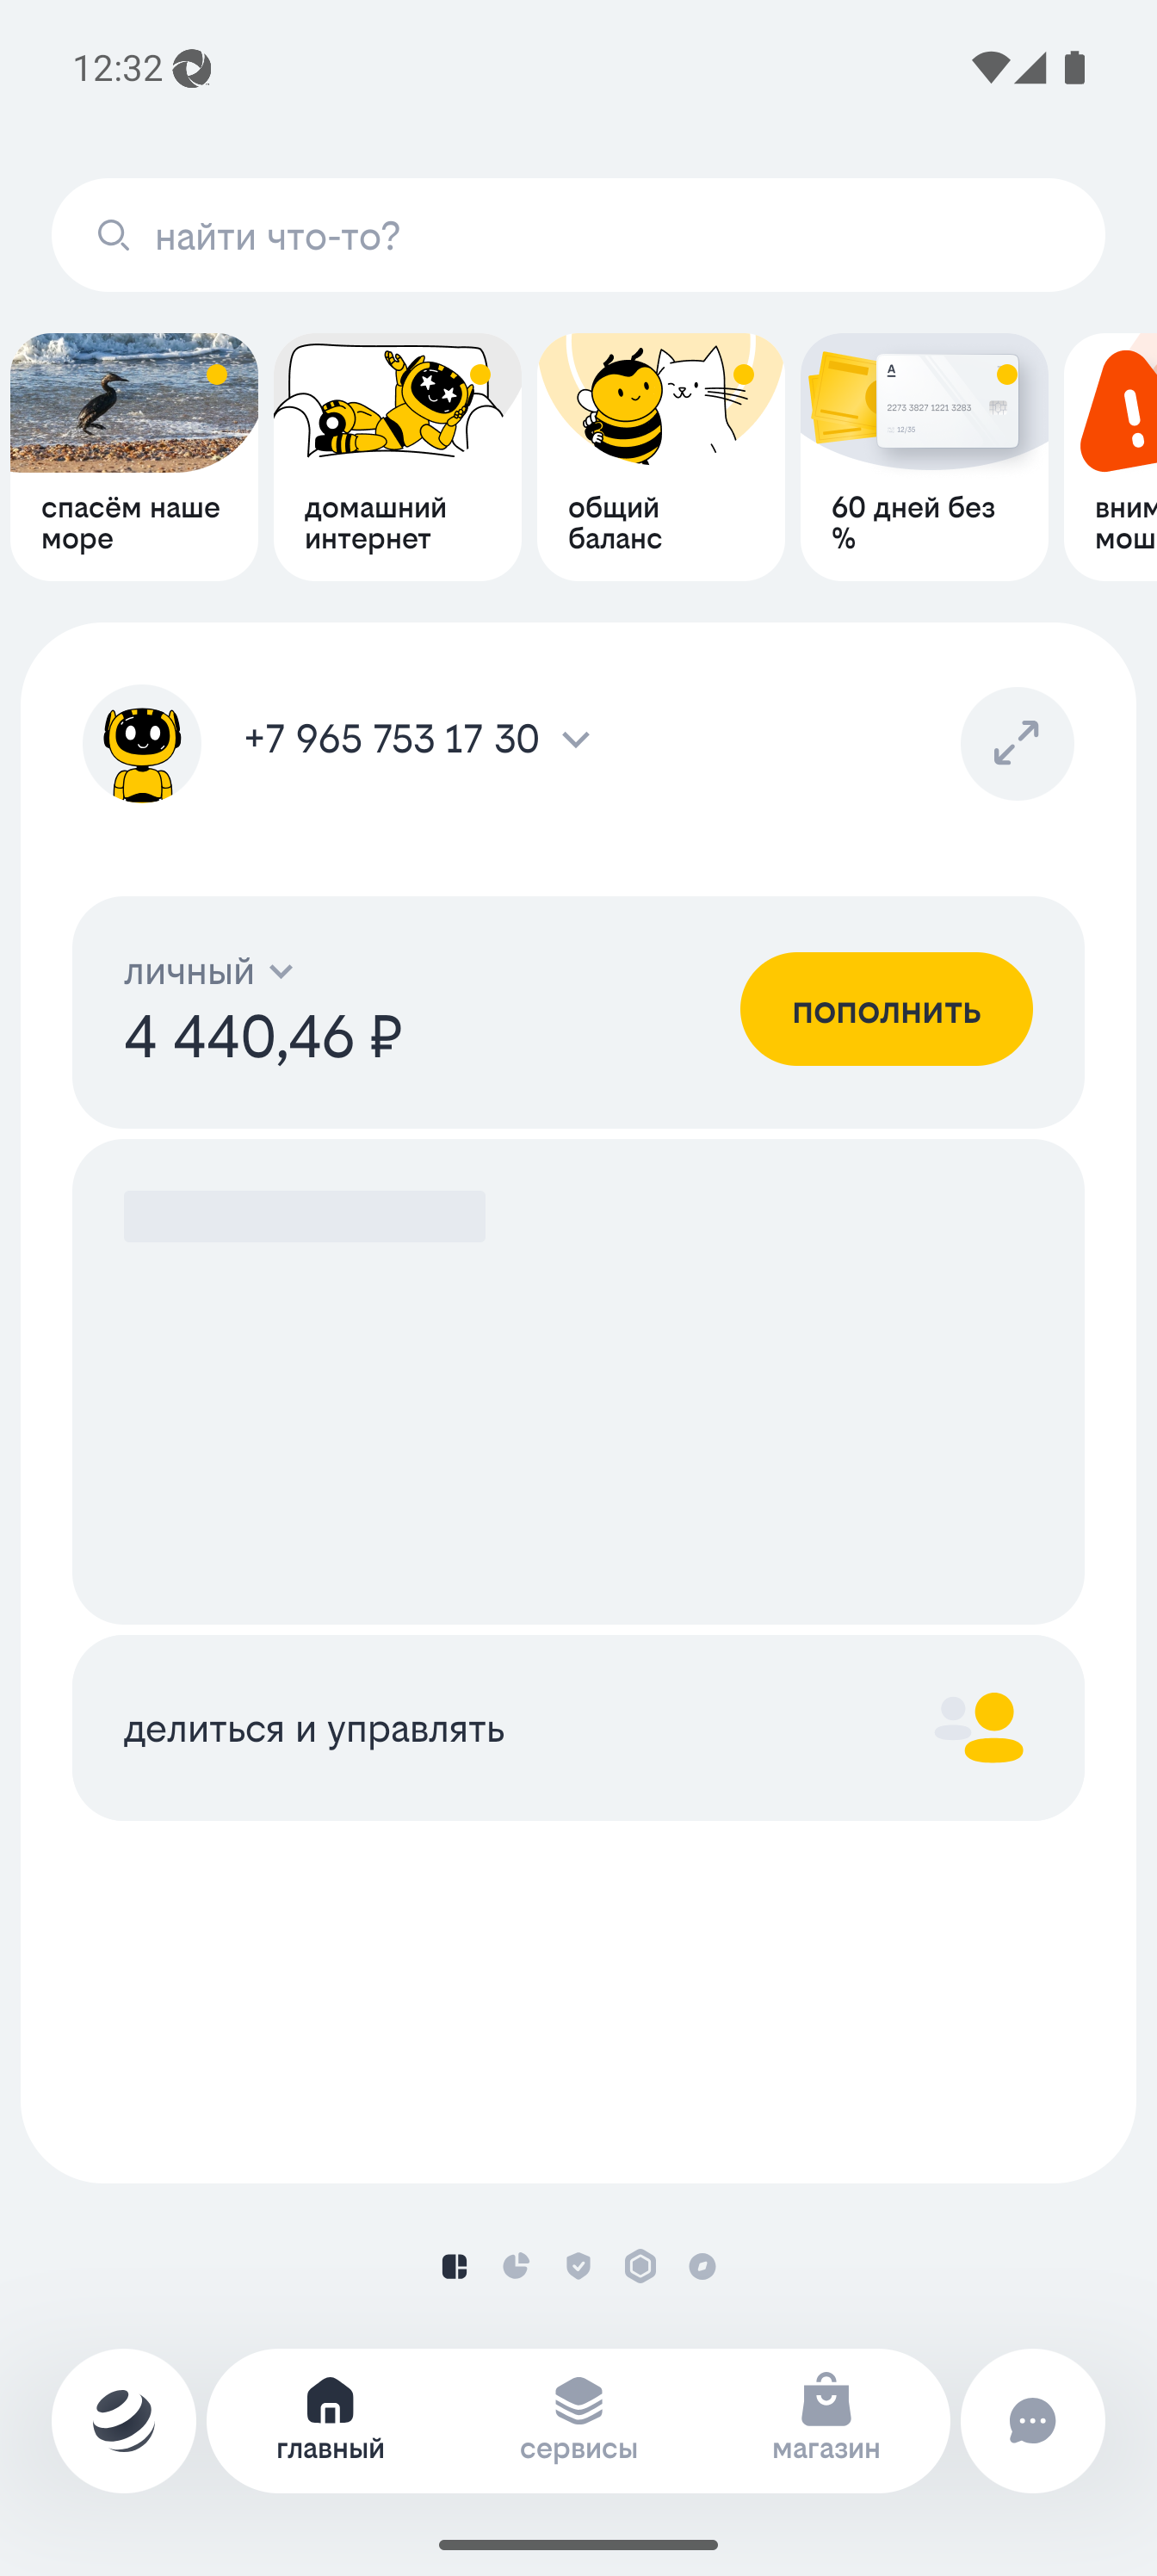 12:32
найти что-то?
спасём наше
море
домашний
интернет
общий
баланс
60 дней без
%
A
2273 3827 1221 3283
12/35
вним
мош
+7 965 753 17 30
личный
4 440,46 ₽
пополнить
делиться и управлять
главный
сервисы
магазин